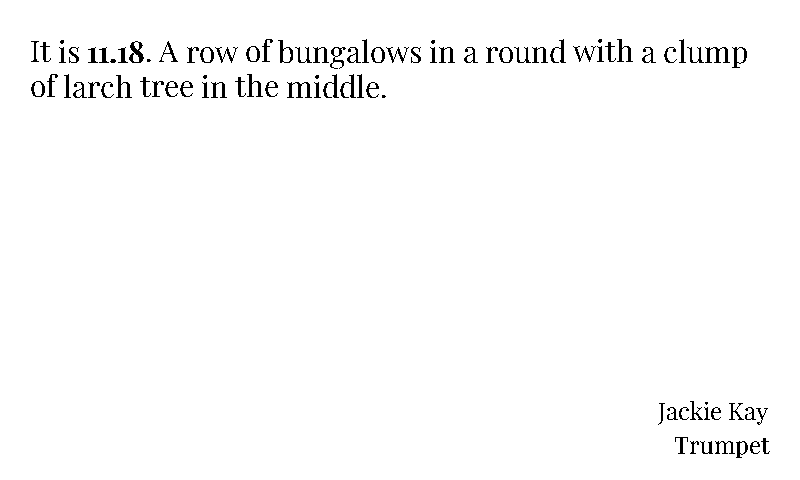 It is 11.18. A row of bungalows in a round with a clump
of larch tree in the middle.
Jackie Kay
Trumpet